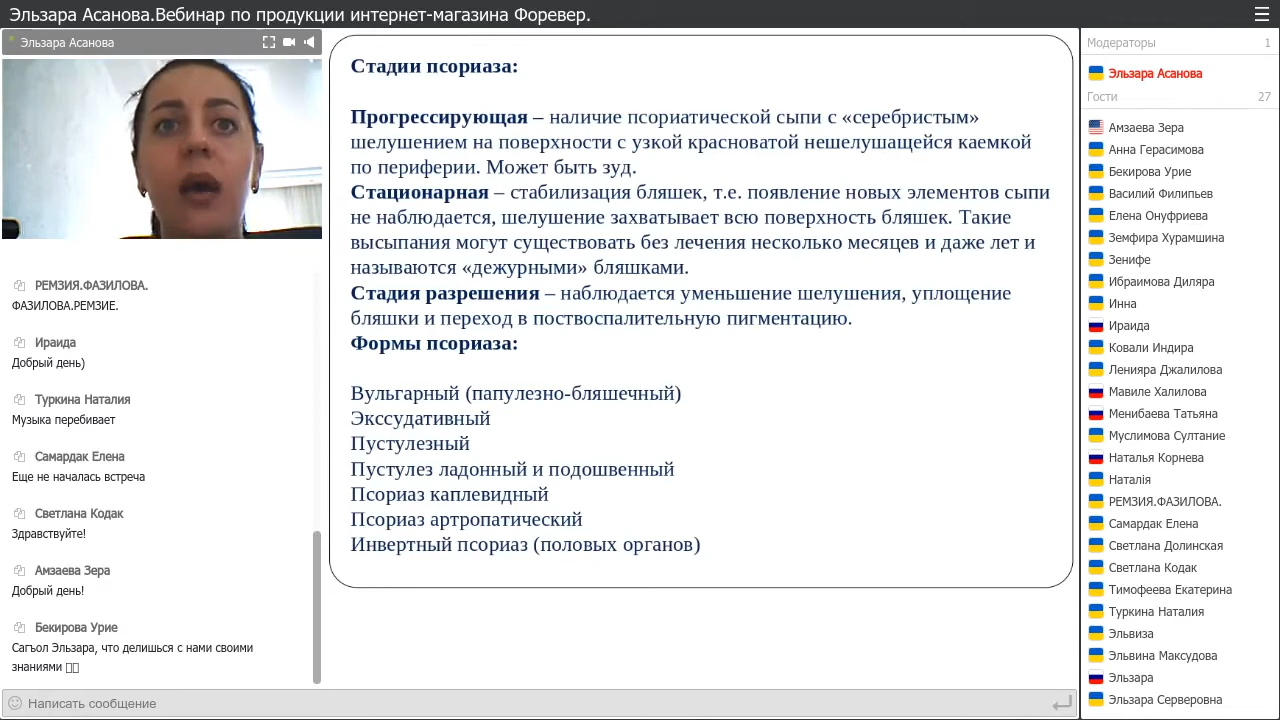 Эльзара Асанова.Вебинар по продукции интернет-магазина Форевер.
Эльзара Асанова
РЕМЗИЯ.ФАЗИЛОВА.
ФАЗИЛОВА.РЕМЗИЕ.
Ираида
Добрый день)
Туркина Наталия
Музыка перебивает
Самардак Елена
Еще не началась встреча
Светлана Кодак
Здравствуйте!
Амзаева Зера
Добрый день!
Бекирова Урие
Сагъол Эльзара, что делишься с нами своими
знаниями
Написать сообщение
Стадии псориаза:
Прогрессирующая – наличие псориатической сыпи с «серебристым»
шелушением на поверхности с узкой красноватой нешелушащейся каемкой
по периферии. Может быть зуд.
Стационарная – стабилизация бляшек, т.е. появление новых элементов сыпи
не наблюдается, шелушение захватывает всю поверхность бляшек. Такие
высыпания могут существовать без лечения несколько месяцев и даже лет и
называются «дежурными» бляшками.
Стадия разрешения – наблюдается уменьшение шелушения, уплощение
бляшки и переход в поствоспалительную пигментацию.
Формы псориаза:
Вульгарный (папулезно-бляшечный)
Экссудативный
Пустулезный
Пустулез ладонный и подошвенный
Псориаз каплевидный
Псориаз артропатический
Инвертный псориаз (половых органов)
Модераторы 1
Эльзара Асанова
Гости 27
Амзаева Зера
Анна Герасимова
Бекирова Урие
Василий Филипьев
Елена Онуфриева
Земфира Хурамшина
Зенифе
Ибраимова Диляра
Инна
Ираида
Ковали Индира
Ленияра Джалилова
Мавиле Халилова
Менибаева Татьяна
Муслимова Султание
Наталья Корнева
Наталія
РЕМЗИЯ.ФАЗИЛОВА.
Самардак Елена
Светлана Долинская
Светлана Кодак
Тимофеева Екатерина
Туркина Наталия
Эльвиза
Эльвина Максудова
Эльзара
Эльзара Серверовна